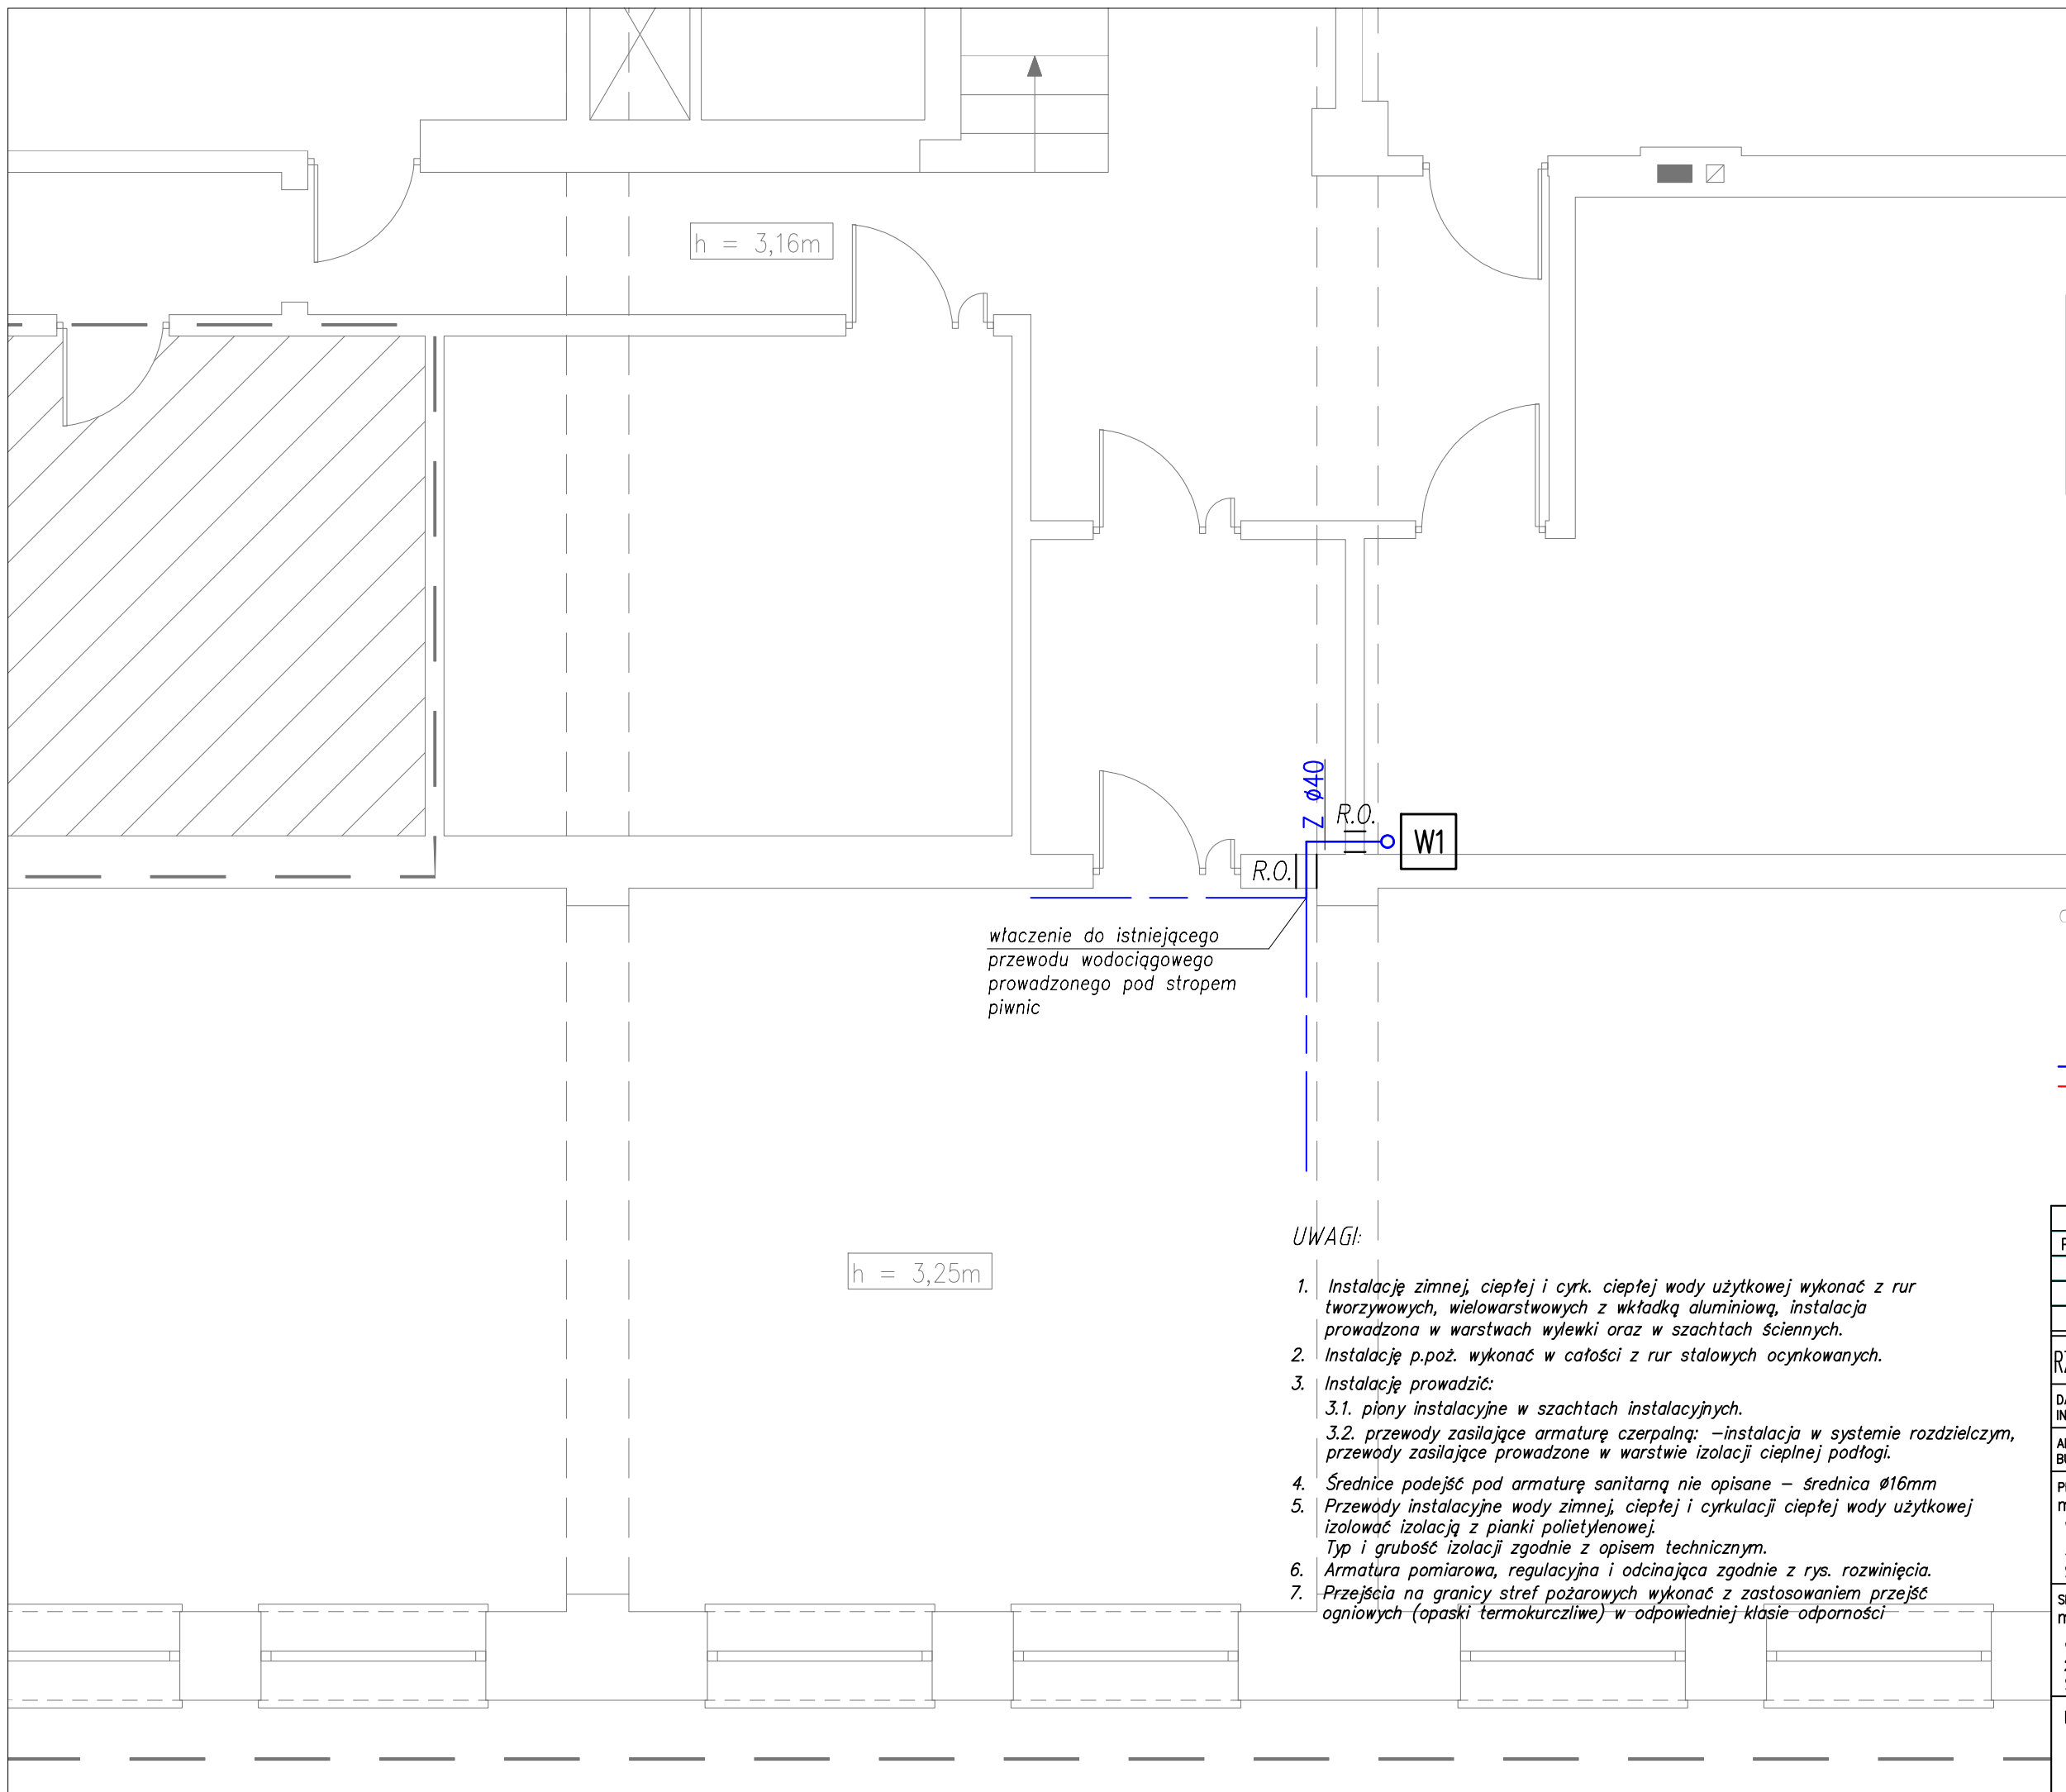 h = 3,16m
Z ø40
R.O.
W1
R.O.
właczenie do istniejącego
przewodu wodociągowego
prowadzonego pod stropem
piwnic
h = 3,25m
UWAGI:
1. Instalację zimnej, ciepłej i cyrk. ciepłej wody użytkowej wykonać z rur
tworzywowych, wielowarstwowych z wkładką aluminiową, instalacja
prowadzona w warstwach wylewki oraz w szachtach ściennych.
2. Instalację p.poż. wykonać w całości z rur stalowych ocynkowanych.
3. Instalację prowadzić:
3.1. piony instalacyjne w szachtach instalacyjnych.
3.2. przewody zasilające armaturę czerpalną: –instalacja w systemie rozdzielczym,
przewody zasilające prowadzone w warstwie izolacji cieplnej podłogi.
4. Średnice podejść pod armaturę sanitarną nie opisane – średnica ø16mm
5. Przewody instalacyjne wody zimnej, ciepłej i cyrkulacji ciepłej wody użytkowej
izolować izolacją z pianki polietylenowej.
Typ i grubość izolacji zgodnie z opisem technicznym.
6. Armatura pomiarowa, regulacyjna i odcinająca zgodnie z rys. rozwinięcia.
7. Przejścia na granicy stref pożarowych wykonać z zastosowaniem przejść
ogniowych (opaski termokurczliwe) w odpowiedniej klasie odporności